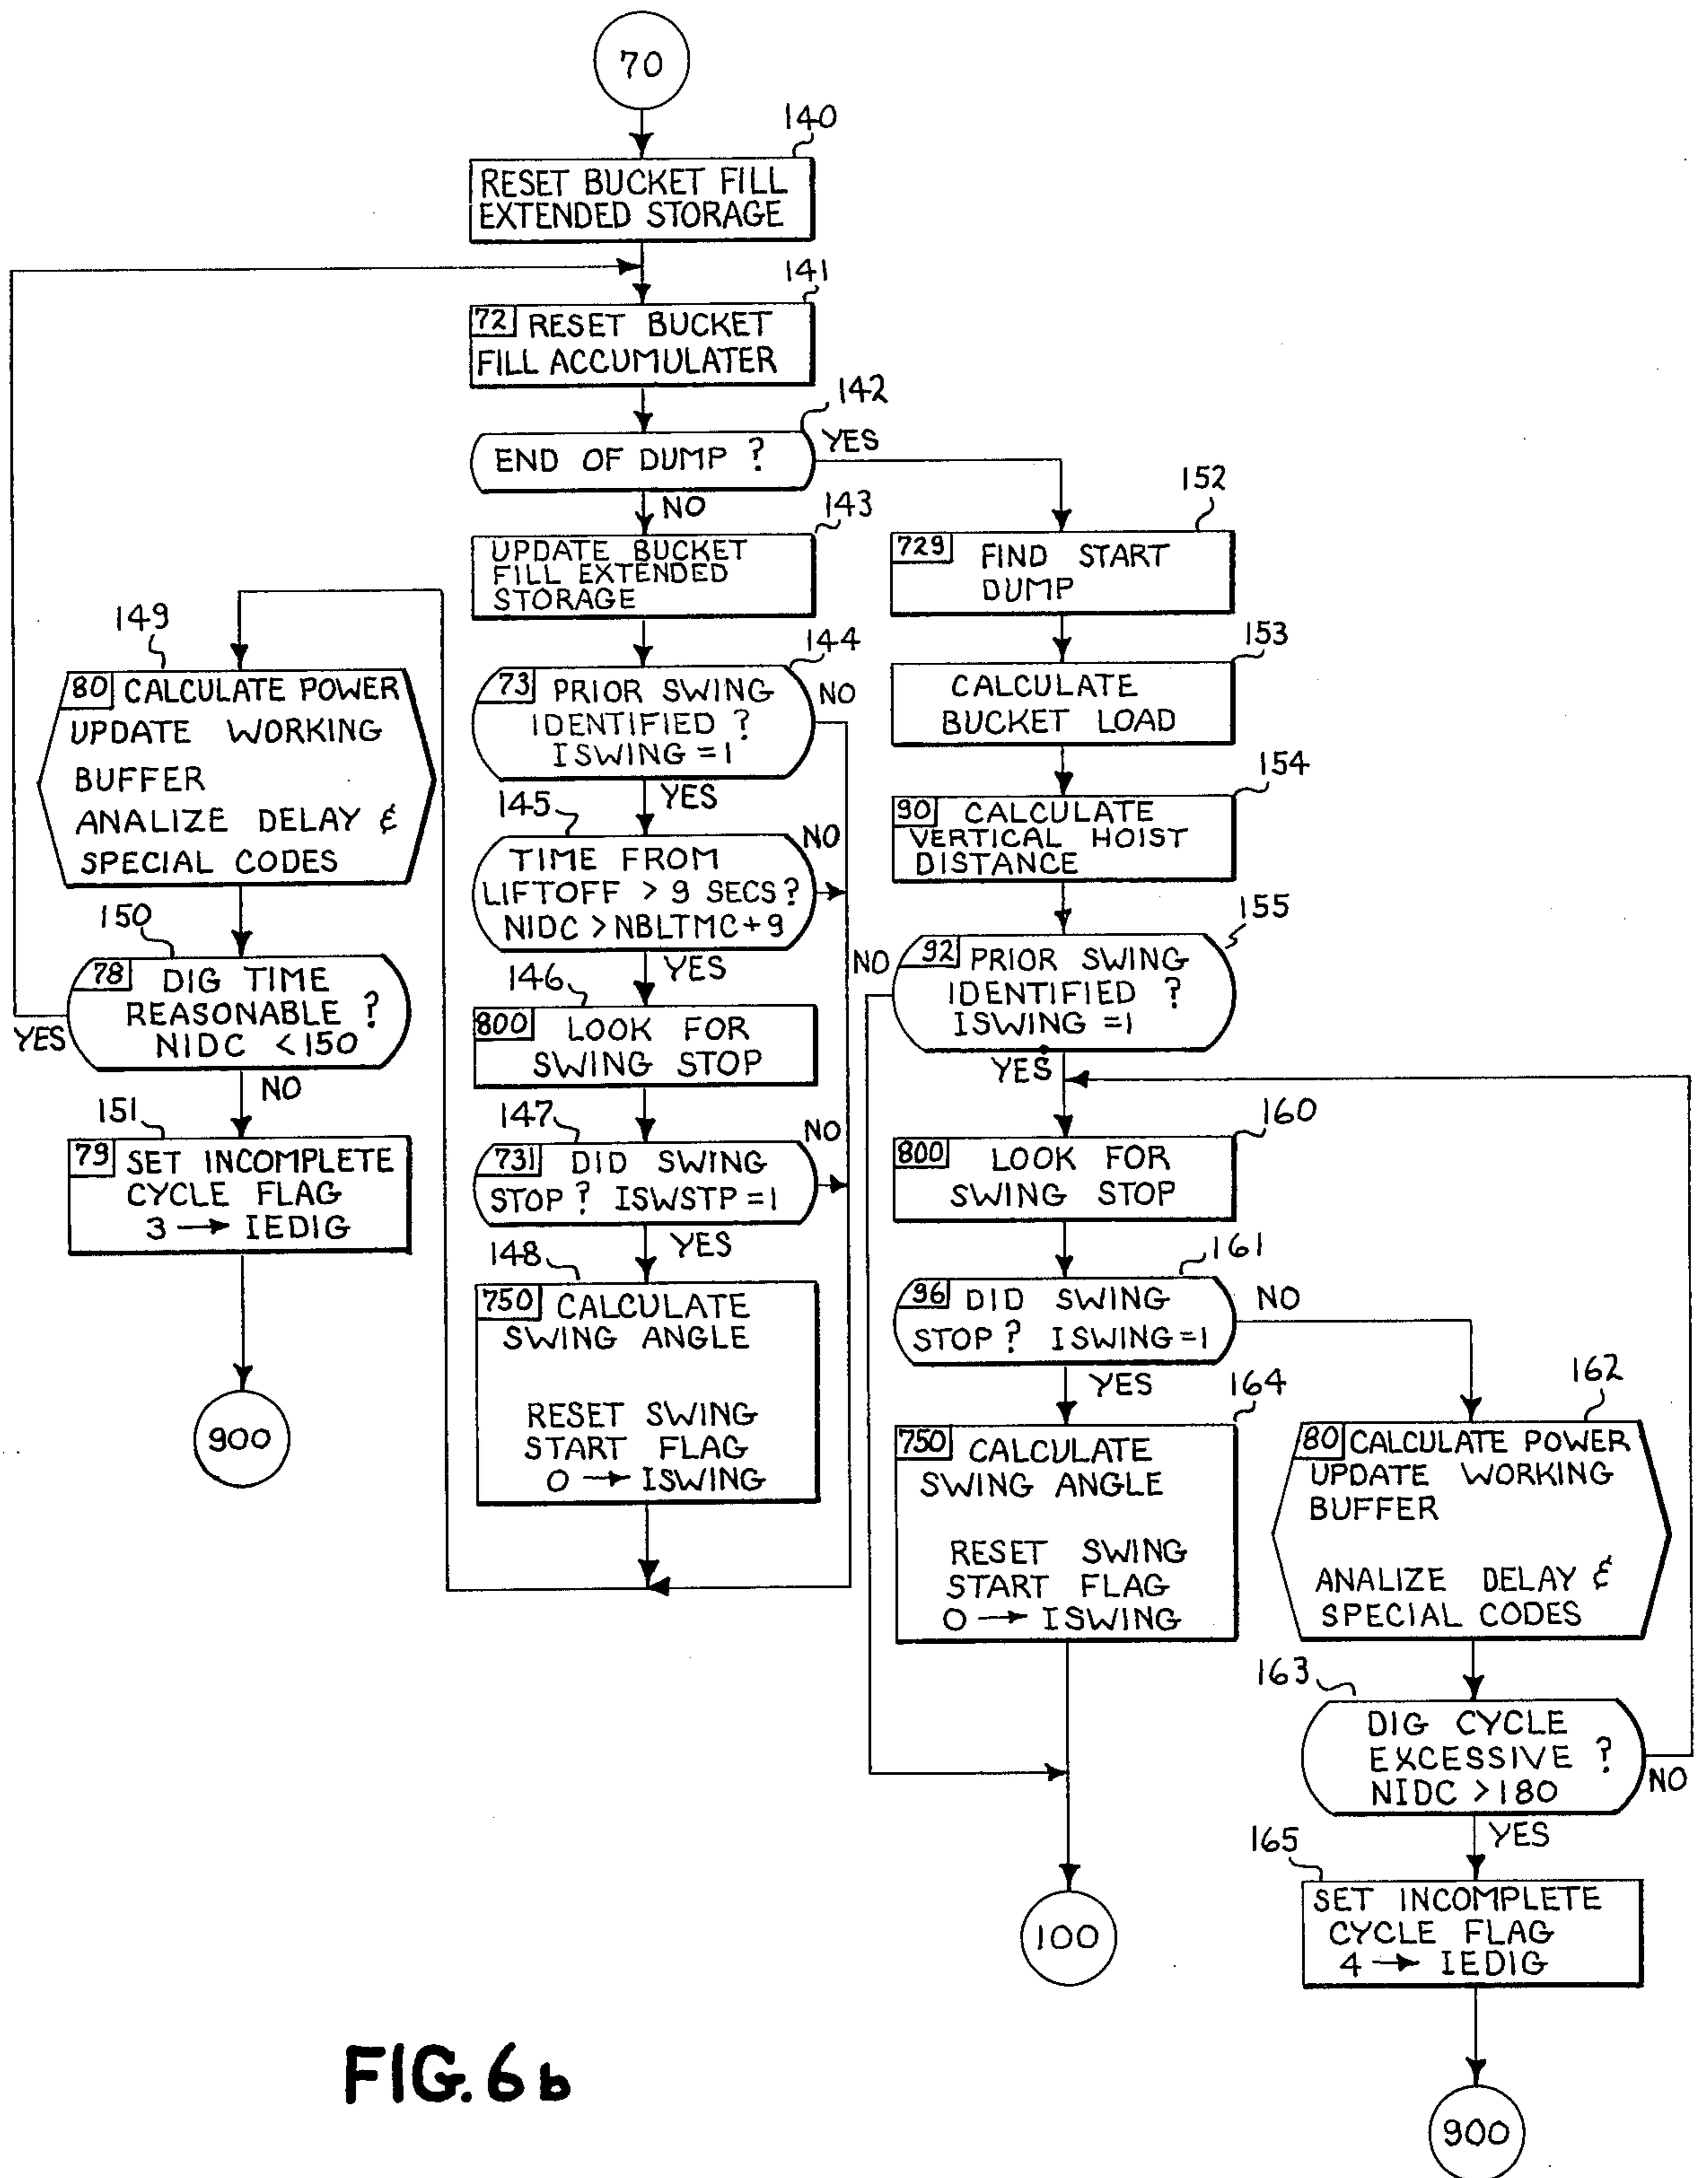 70
140
RESET BUCKET FILL
EXTENDED STORAGE
141
72 RESET BUCKET
FILL ACCUMULATER
142
END OF DUMP ?
YES
NO
143
UPDATE BUCKET
FILL EXTENDED
STORAGE
144
73 PRIOR SWING
IDENTIFIED ?
ISWING = 1
NO
YES
145
TIME FROM
LIFTOFF > 9 SECS ?
NIDC > NBLTMC + 9
NO
YES
146
800 LOOK FOR
SWING STOP
147
731 DID SWING
STOP ? ISWSTP = 1
NO
YES
148
750 CALCULATE
SWING ANGLE
RESET SWING
START FLAG
0 → ISWING
149
80 CALCULATE POWER
UPDATE WORKING
BUFFER
ANALIZE DELAY &
SPECIAL CODES
150
78 DIG TIME
REASONABLE ?
NIDC < 150
YES
NO
151
79 SET INCOMPLETE
CYCLE FLAG
3 → IEDIG
900
152
729 FIND START
DUMP
153
CALCULATE
BUCKET LOAD
154
90 CALCULATE
VERTICAL HOIST
DISTANCE
155
92 PRIOR SWING
IDENTIFIED ?
ISWING = 1
NO
YES
160
800 LOOK FOR
SWING STOP
161
96 DID SWING
STOP ? ISWING = 1
NO
YES
164
750 CALCULATE
SWING ANGLE
RESET SWING
START FLAG
0 → ISWING
100
162
80 CALCULATE POWER
UPDATE WORKING
BUFFER
ANALIZE DELAY &
SPECIAL CODES
163
DIG CYCLE
EXCESSIVE ?
NIDC > 180
NO
YES
165
SET INCOMPLETE
CYCLE FLAG
4 → IEDIG
900
FIG. 6b